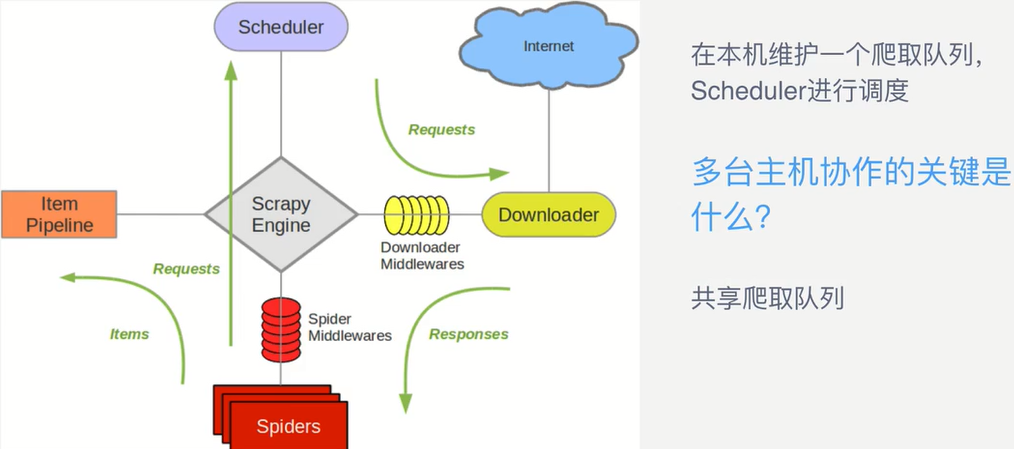 Scheduler
Internet
Requests
Item
Pipeline
Scrapy
Engine
Downloader
Downloader
Middlewares
Requests
Items
Spider
Middlewares
Responses
Spiders
在本机维护一个爬取队列,
Scheduler进行调度
多台主机协作的关键是
什么?
共享爬取队列